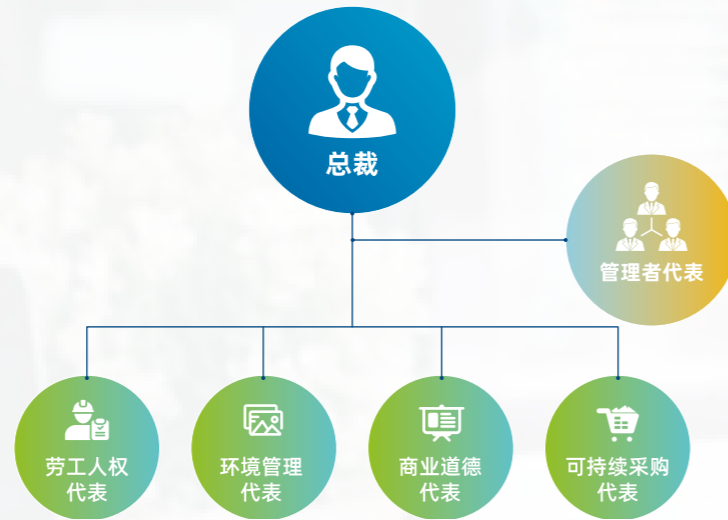 总裁
管理者代表
劳工人权
代表
环境管理
代表
商业道德
代表
可持续采购
代表